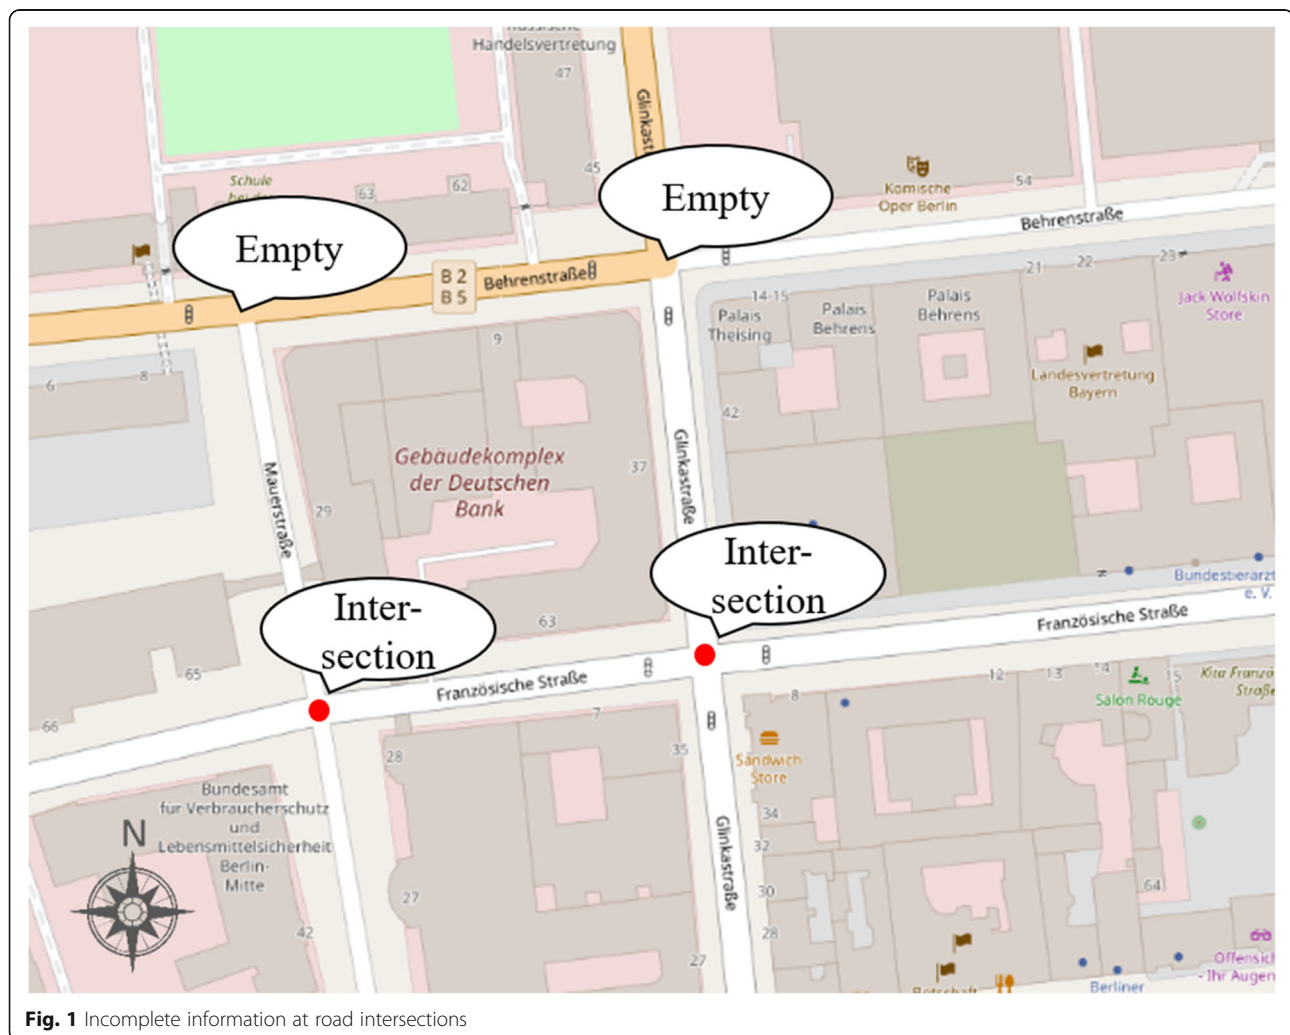 Handelsvertretung
47
Glinkast
45
Schule
63
62
Empty
Empty
Komische
Oper Berlin
54
Behrenstraße
B 2
B 5
Behrenstraße
14-15
Palais
Theising
Palais
Behrens
Palais
Behrens
21
22
23
Jack Wolfskin
Store
Landesvertretung
Bayern
9
6
8
42
Gebäudekomplex
der Deutschen
Bank
37
Glinkastraße
Mauerstraße
29
Inter-
section
Inter-
section
63
65
66
Bundestierarzt
e. V.
Französische Straße
Französische Straße
7
8
12
13
14
15
Salon Rouge
Kita Franzö
Straße
28
35
Sandwich
Store
34
32
30
28
Glinkastraße
64
Bundesamt
für Verbraucherschutz
und
Lebensmittelsicherheit
Berlin-
Mitte
N
27
42
27
Offensich
- Ihr Augen
Berliner
Fig. 1 Incomplete information at road intersections